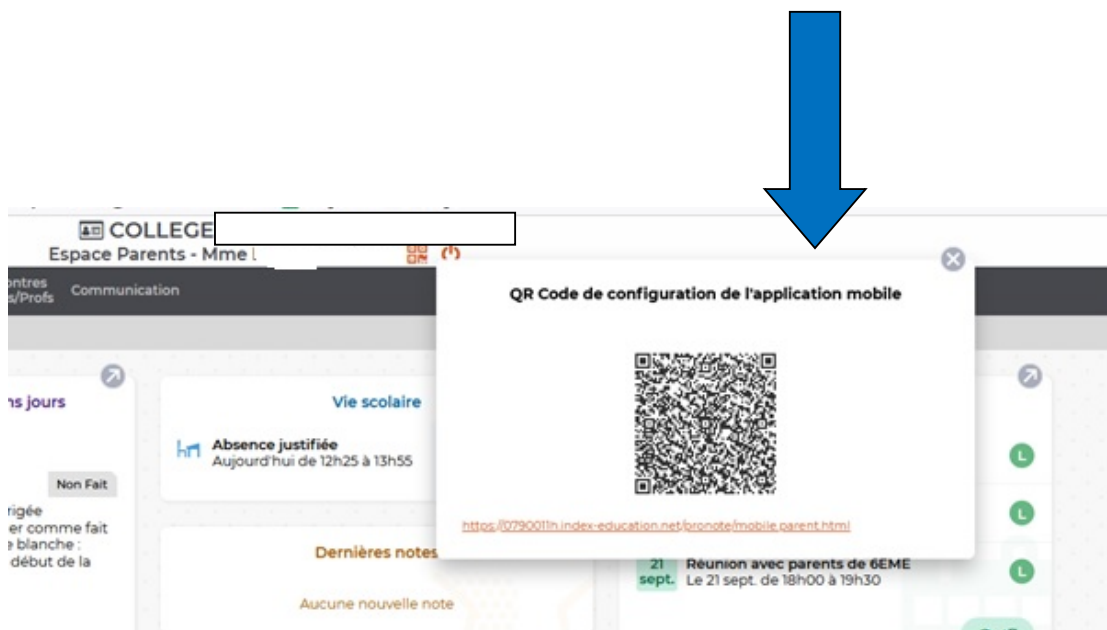 COLLEGE
Espace Parents - Mme
ontres
s/Profs
Communication
QR Code de configuration de l'application mobile
https://0790011h.index-education.net/pronote/mobile.parent.html
ns jours
Non Fait
rigée
er comme fait
e blanche :
début de la
Vie scolaire
Absence justifiée
Aujourd'hui de 12h25 à 13h55
Dernières notes
Aucune nouvelle note
L
L
21
sept.
Réunion avec parents de 6EME
Le 21 sept. de 18h00 à 19h30
L